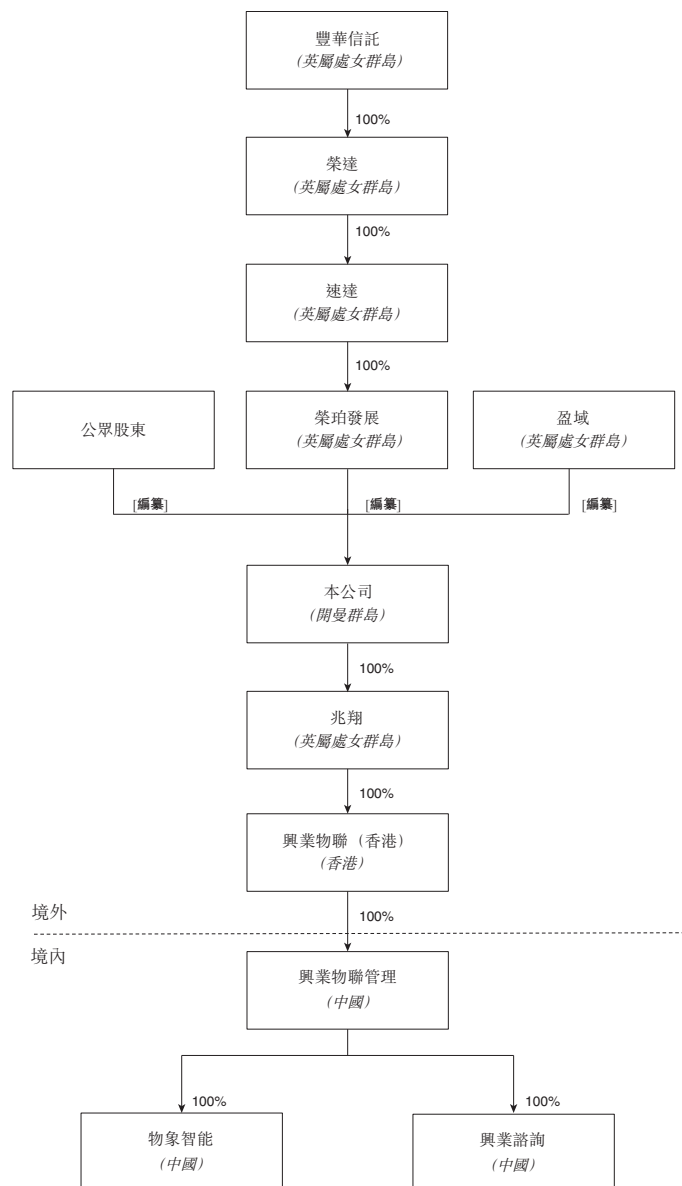 豐華信託
(英屬處女群島)
100%
榮達
(英屬處女群島)
100%
速達
(英屬處女群島)
100%
公眾股東
榮珀發展
(英屬處女群島)
盈域
(英屬處女群島)
[編纂]
[編纂]
[編纂]
本公司
(開曼群島)
100%
兆翔
(英屬處女群島)
100%
興業物聯（香港）
(香港)
境外
100%
境內
興業物聯管理
(中國)
100%
100%
物象智能
(中國)
興業諮詢
(中國)